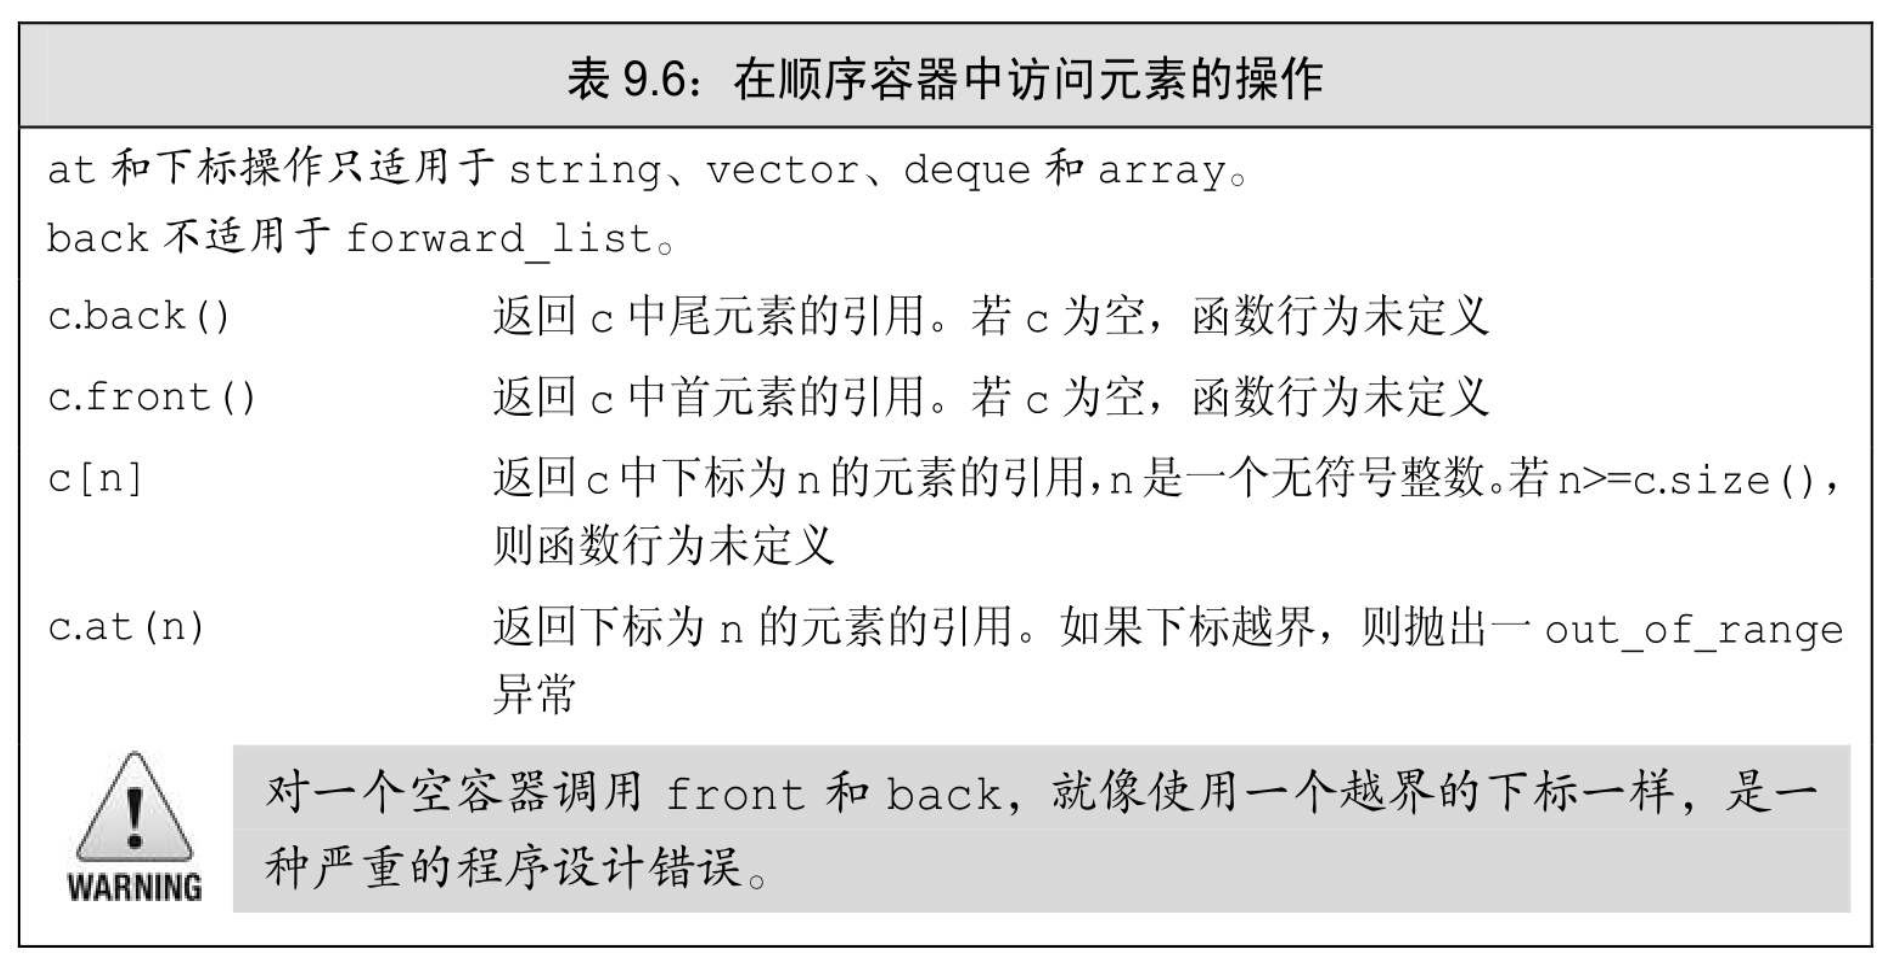 表 9.6：在顺序容器中访问元素的操作
at 和下标操作只适用于 string、vector、deque 和 array。
back 不适用于 forward_list。
c.back() 返回 c 中尾元素的引用。若 c 为空，函数行为未定义
c.front() 返回 c 中首元素的引用。若 c 为空，函数行为未定义
c[n] 返回 c 中下标为 n 的元素的引用，n 是一个无符号整数。若 n>=c.size()，
则函数行为未定义
c.at(n) 返回下标为 n 的元素的引用。如果下标越界，则抛出一 out_of_range
异常
对一个空容器调用 front 和 back，就像使用一个越界的下标一样，是一
种严重的程序设计错误。
WARNING